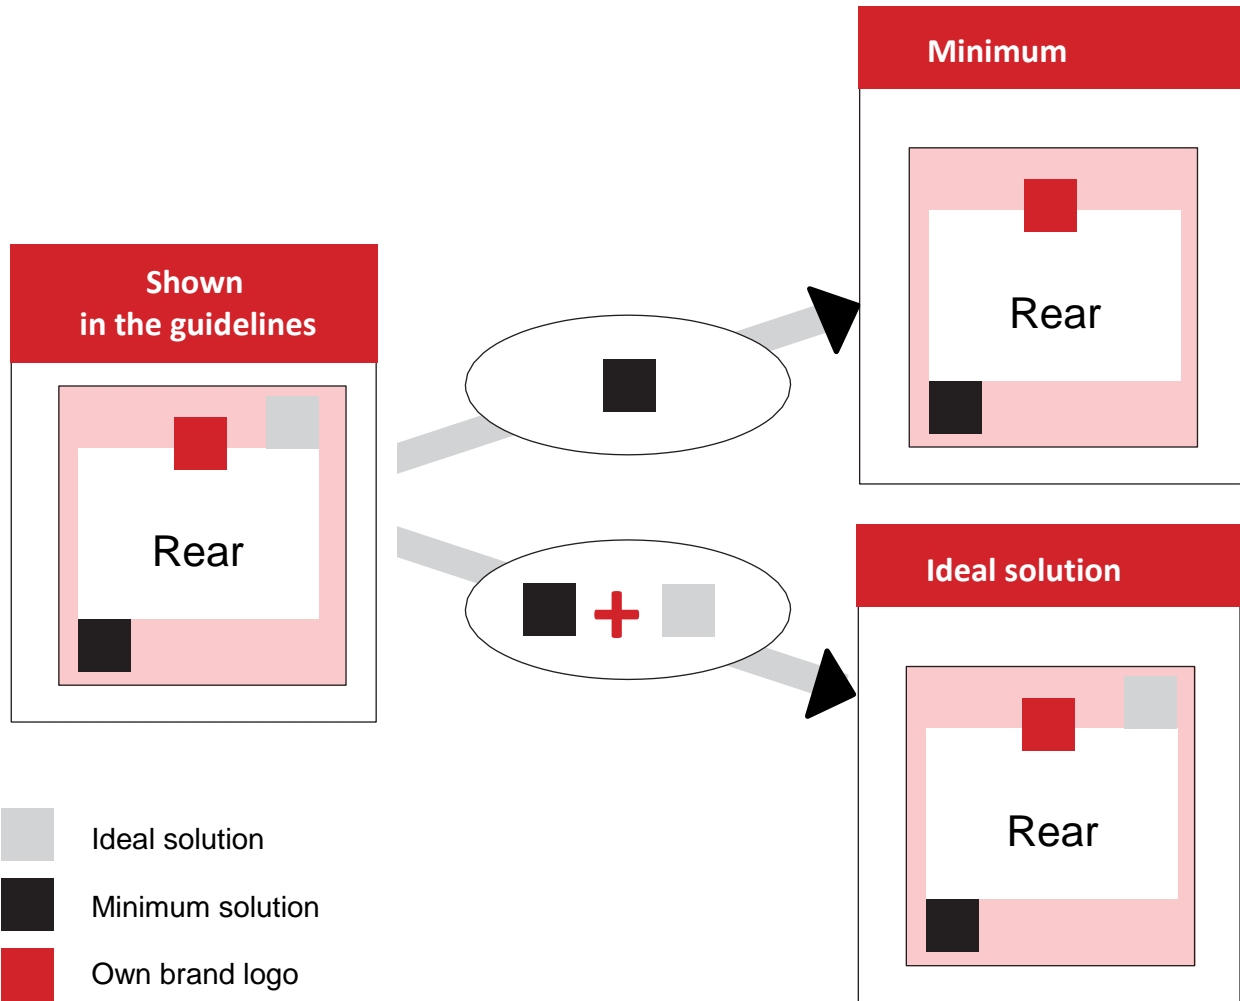 Minimum
Rear
Shown
in the guidelines
Rear
Ideal solution
Rear
Ideal solution
Minimum solution
Own brand logo